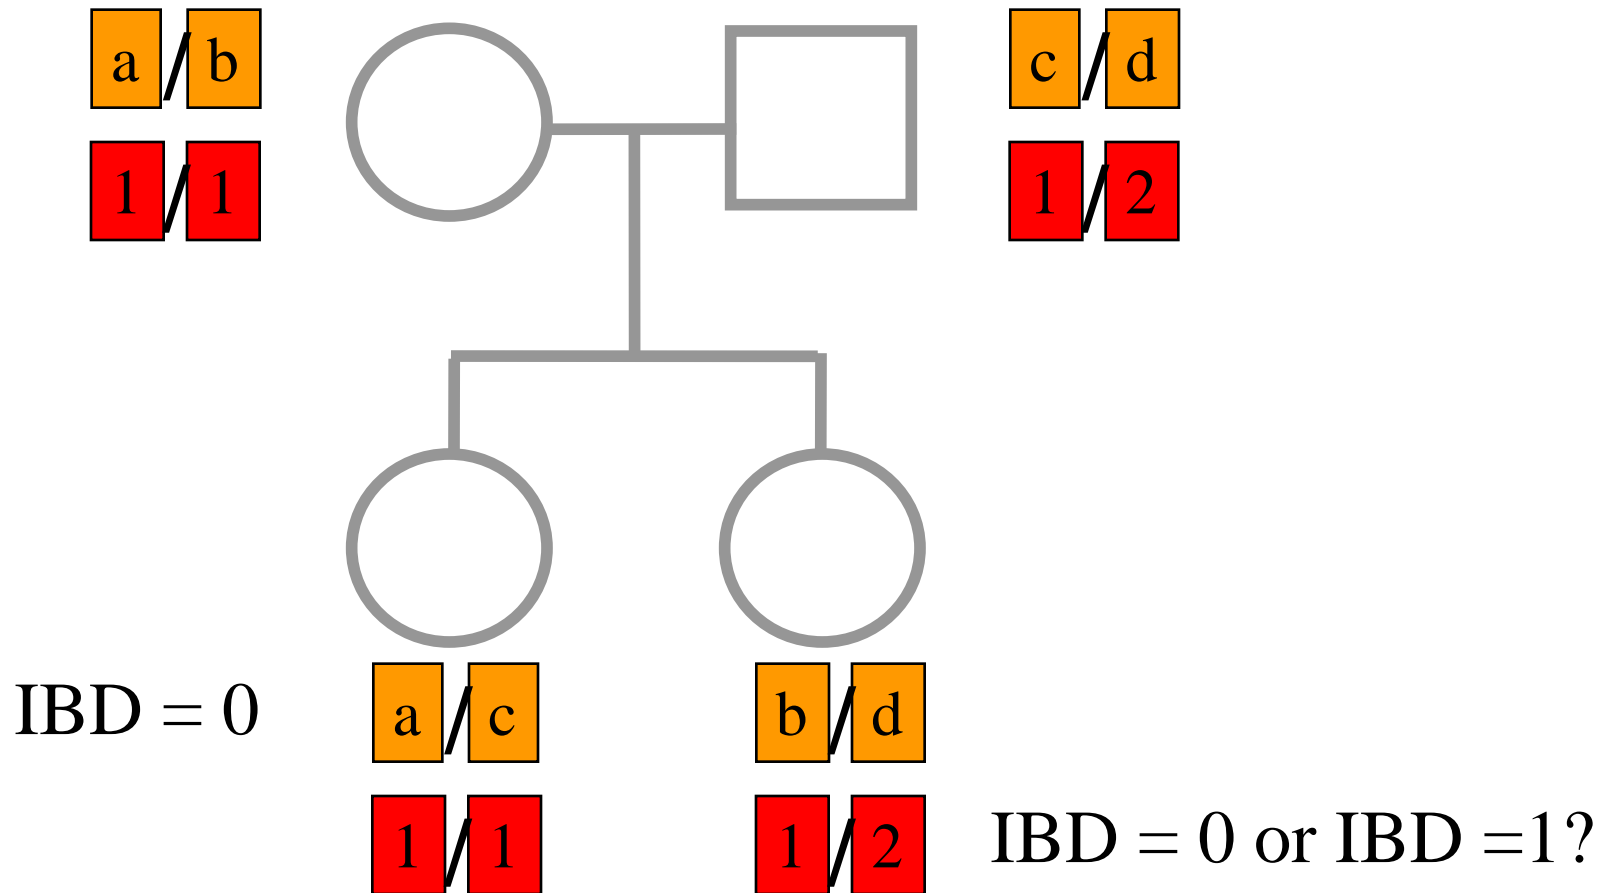 a/b
c/d
1/1
1/2
IBD = 0
a/c
b/d
1/1
1/2
IBD = 0 or IBD =1?